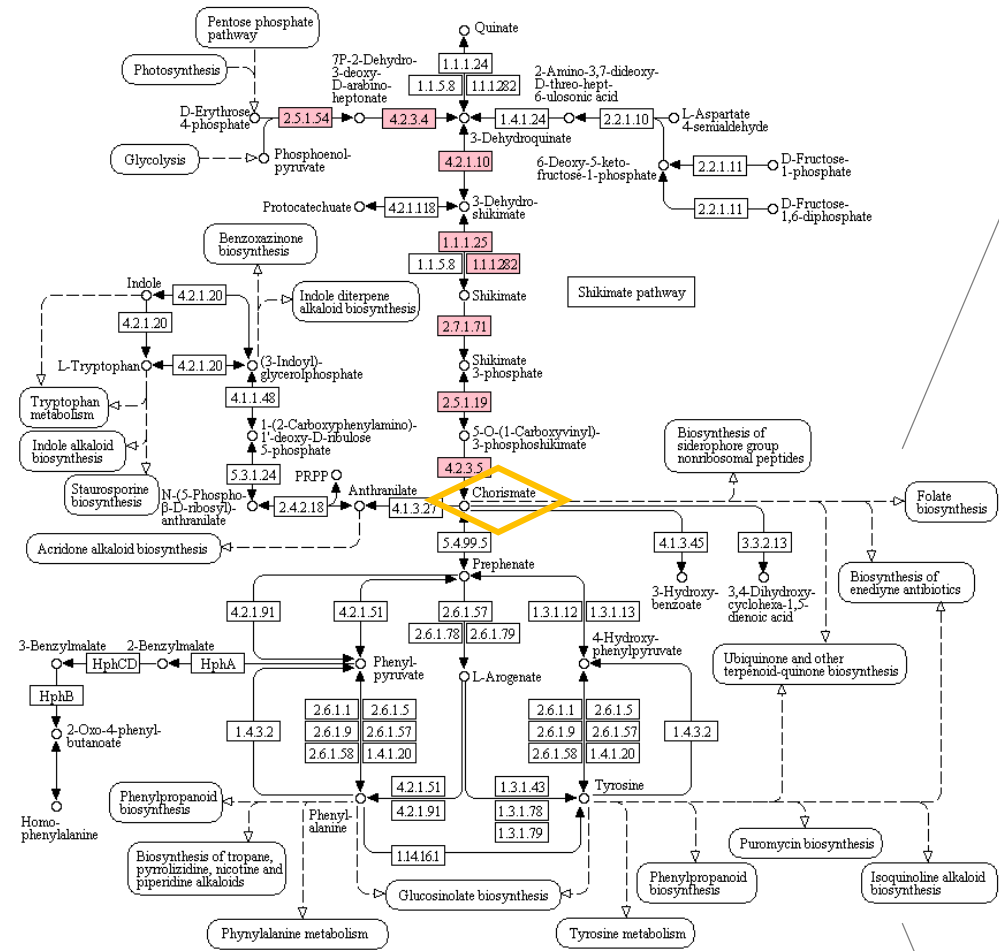 Pentose phosphate
pathway
Photosynthesis
Glycolysis
D-Erythrose
4-phosphate
2.5.1.54
Phosphoenol-
pyruvate
7P-2-Dehydro-
3-deoxy-
D-arabino-
heptonate
4.2.3.4
Quinate
1.1.1.24
1.1.5.8
1.1.1282
3-Dehydroquinate
2-Amino-3,7-dideoxy-
D-threo-hept-
6-ulosonic acid
1.4.1.24
2.2.1.10
L-Aspartate
4-semialdehyde
6-Deoxy-5-keto-
fructose-1-phosphate
2.2.1.11
D-Fructose-
1-phosphate
2.2.1.11
D-Fructose-
1,6-diphosphate
4.2.1.10
Protocatechuate
4.2.1.118
3-Dehydro-
shikimate
1.1.1.25
1.1.5.8
1.1.1282
Shikimate
Shikimate pathway
2.7.1.71
Shikimate
3-phosphate
2.5.1.19
5-O-(1-Carboxyvinyl)-
3-phosphoshikimate
4.2.3.5
Chorismate
Benzoxazinone
biosynthesis
Indole diterpene
alkaloid biosynthesis
Indole
4.2.1.20
4.2.1.20
L-Tryptophan
4.2.1.20
(3-Indoyl)-
glycerolphosphate
Tryptophan
metabolism
Indole alkaloid
biosynthesis
Staurosporine
biosynthesis
4.1.1.48
1-(2-Carboxyphenylamino)-
1'-deoxy-D-ribulose
5-phosphate
5.3.1.24
PRPP
N-(5-Phospho-
β-D-ribosyl)-
anthranilate
2.4.2.18
Anthranilate
4.1.3.27
Acridone alkaloid biosynthesis
Biosynthesis of
siderophore group
nonribosomal peptides
Folate
biosynthesis
4.1.3.45
3.3.2.13
3-Hydroxy-
benzoate
3,4-Dihydroxy-
cyclohexa-1,5-
dienoic acid
Biosynthesis of
enediyne antibiotics
Ubiquinone and other
terpenoid-quinone biosynthesis
5.4.99.5
Prephenate
4.2.1.91
4.2.1.51
2.6.1.57
2.6.1.78
2.6.1.79
1.3.1.12
1.3.1.13
3-Benzylmalate
2-Benzylmalate
HphCD
HphA
HphB
Phenyl-
pyruvate
L-Arogenate
4-Hydroxy-
phenylpyruvate
2-Oxo-4-phenyl-
butanoate
1.4.3.2
2.6.1.1
2.6.1.5
2.6.1.9
2.6.1.57
2.6.1.58
1.4.1.20
2.6.1.1
2.6.1.5
2.6.1.9
2.6.1.57
2.6.1.58
1.4.1.20
1.4.3.2
Homo-
phenylalanine
Phenylpropanoid
biosynthesis
Phenyl-
alanine
4.2.1.51
4.2.1.91
1.3.1.43
1.3.1.78
1.3.1.79
Tyrosine
1.14.16.1
Biosynthesis of tropane,
pyrrolizidine, nicotine and
piperidine alkaloids
Glucosinolate biosynthesis
Phynylalanine metabolism
Tyrosine metabolism
Phenylpropanoid
biosynthesis
Puromycin biosynthesis
Isoquinoline alkaloid
biosynthesis